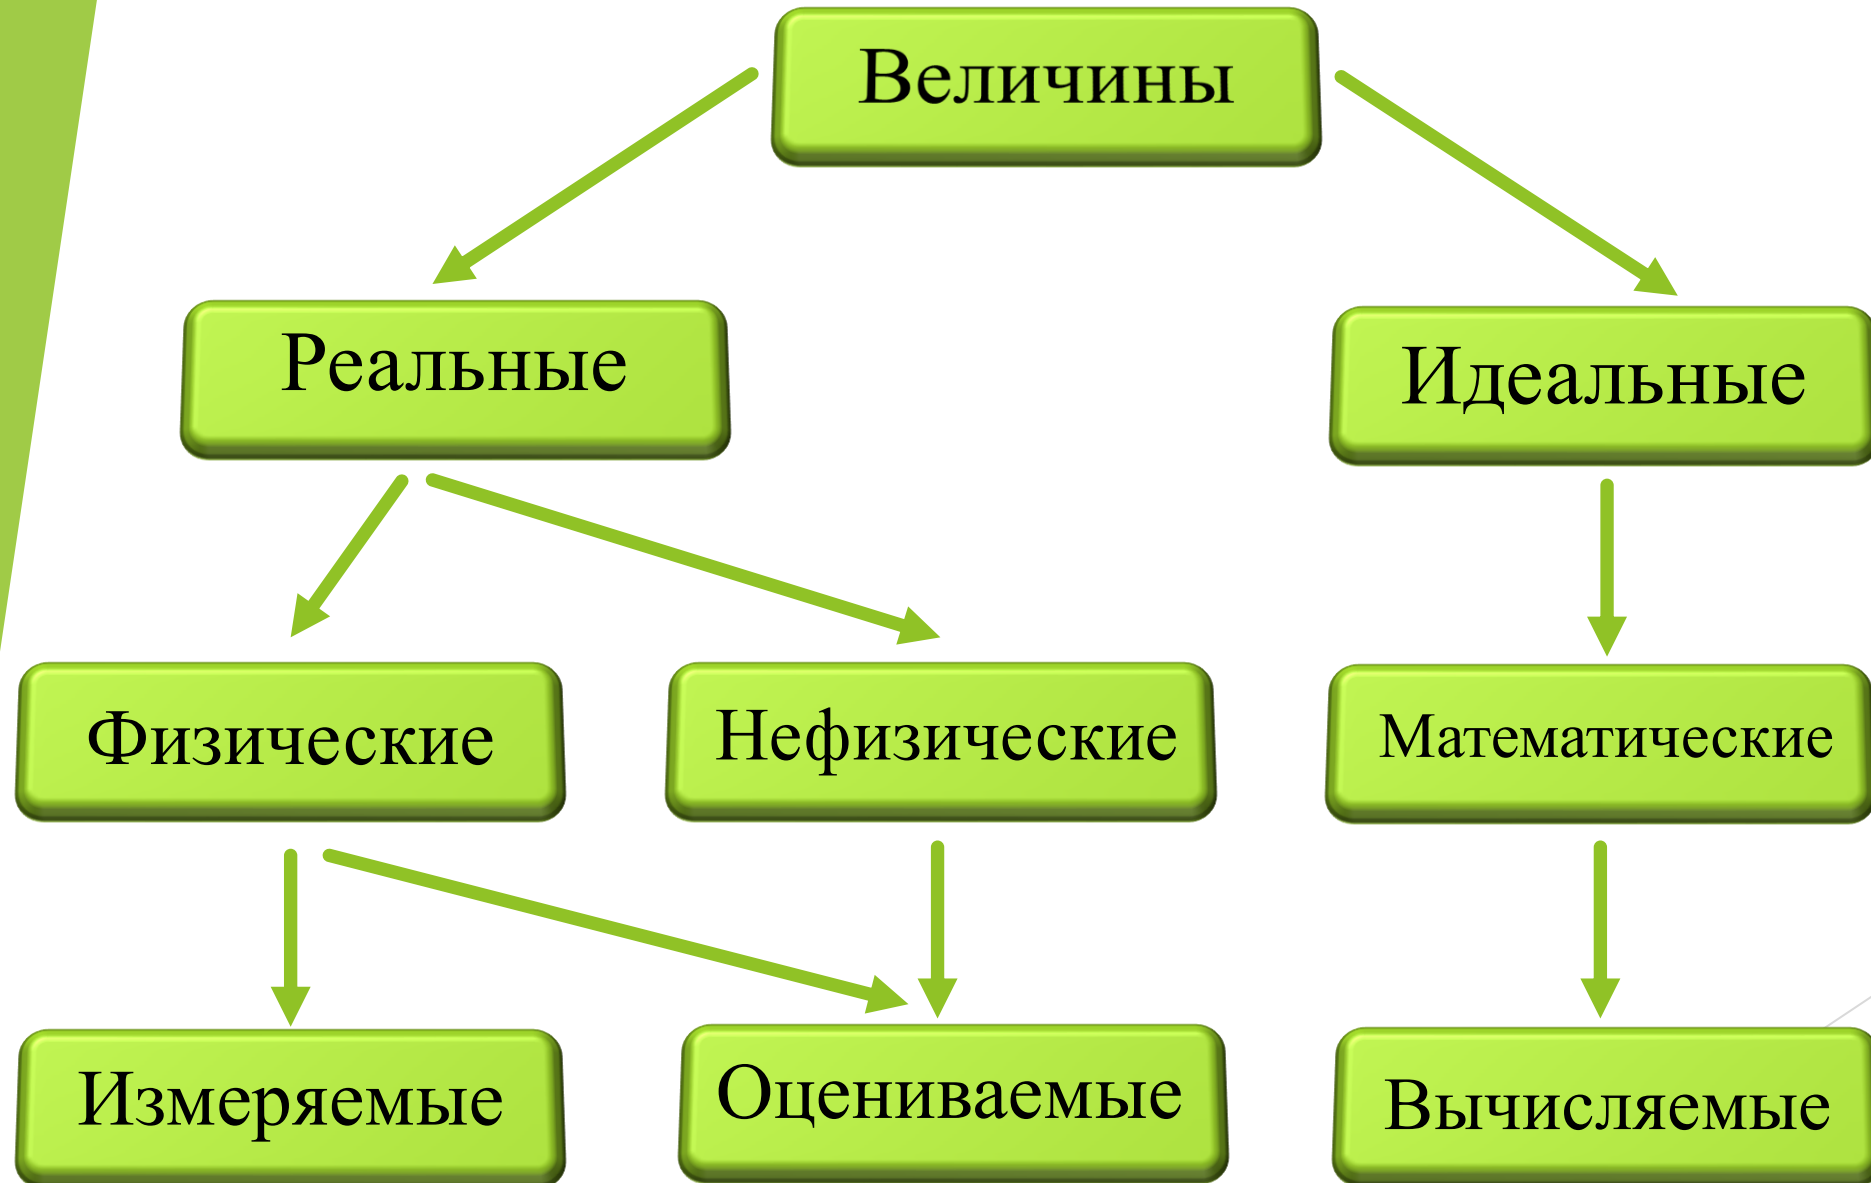 Величины
Реальные
Идеальные
Физические
Нефизические
Математические
Измеряемые
Оцениваемые
Вычисляемые